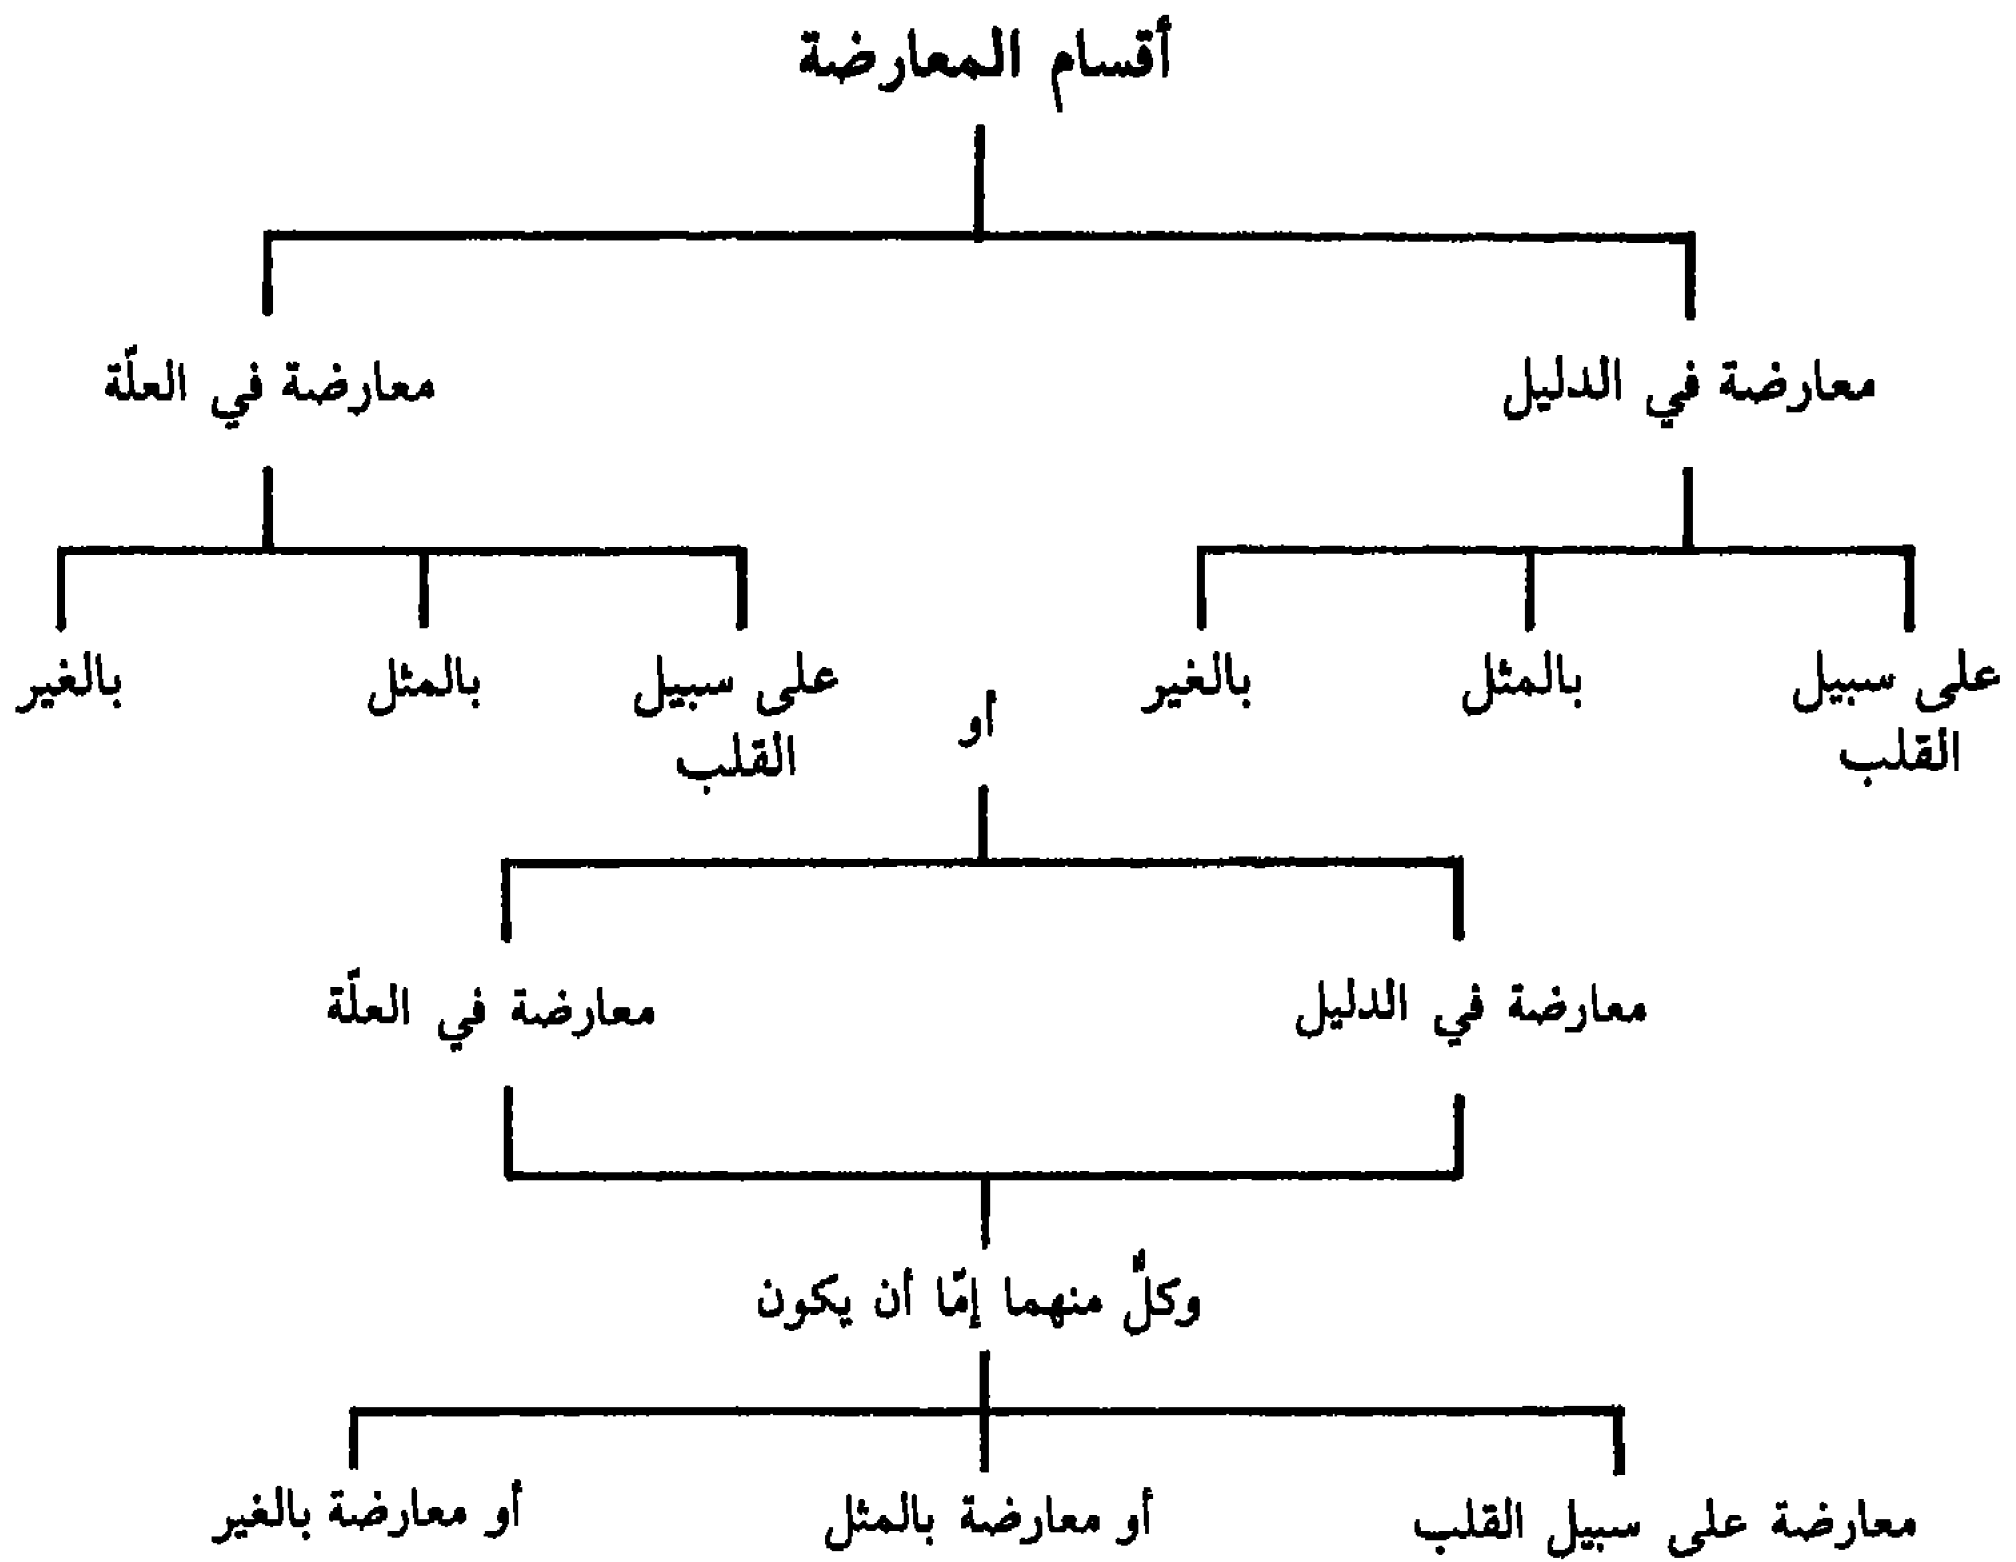 أقسام المعارضة
معارضة في الدليل
معارضة في العلّة
على سبيل
القلب
بالمثل
بالغير
على سبيل
القلب
بالمثل
بالغير
او
معارضة في الدليل
معارضة في العلّة
وكلٌّ منهما إمّا أن يكون
معارضة على سبيل القلب
أو معارضة بالمثل
أو معارضة بالغير